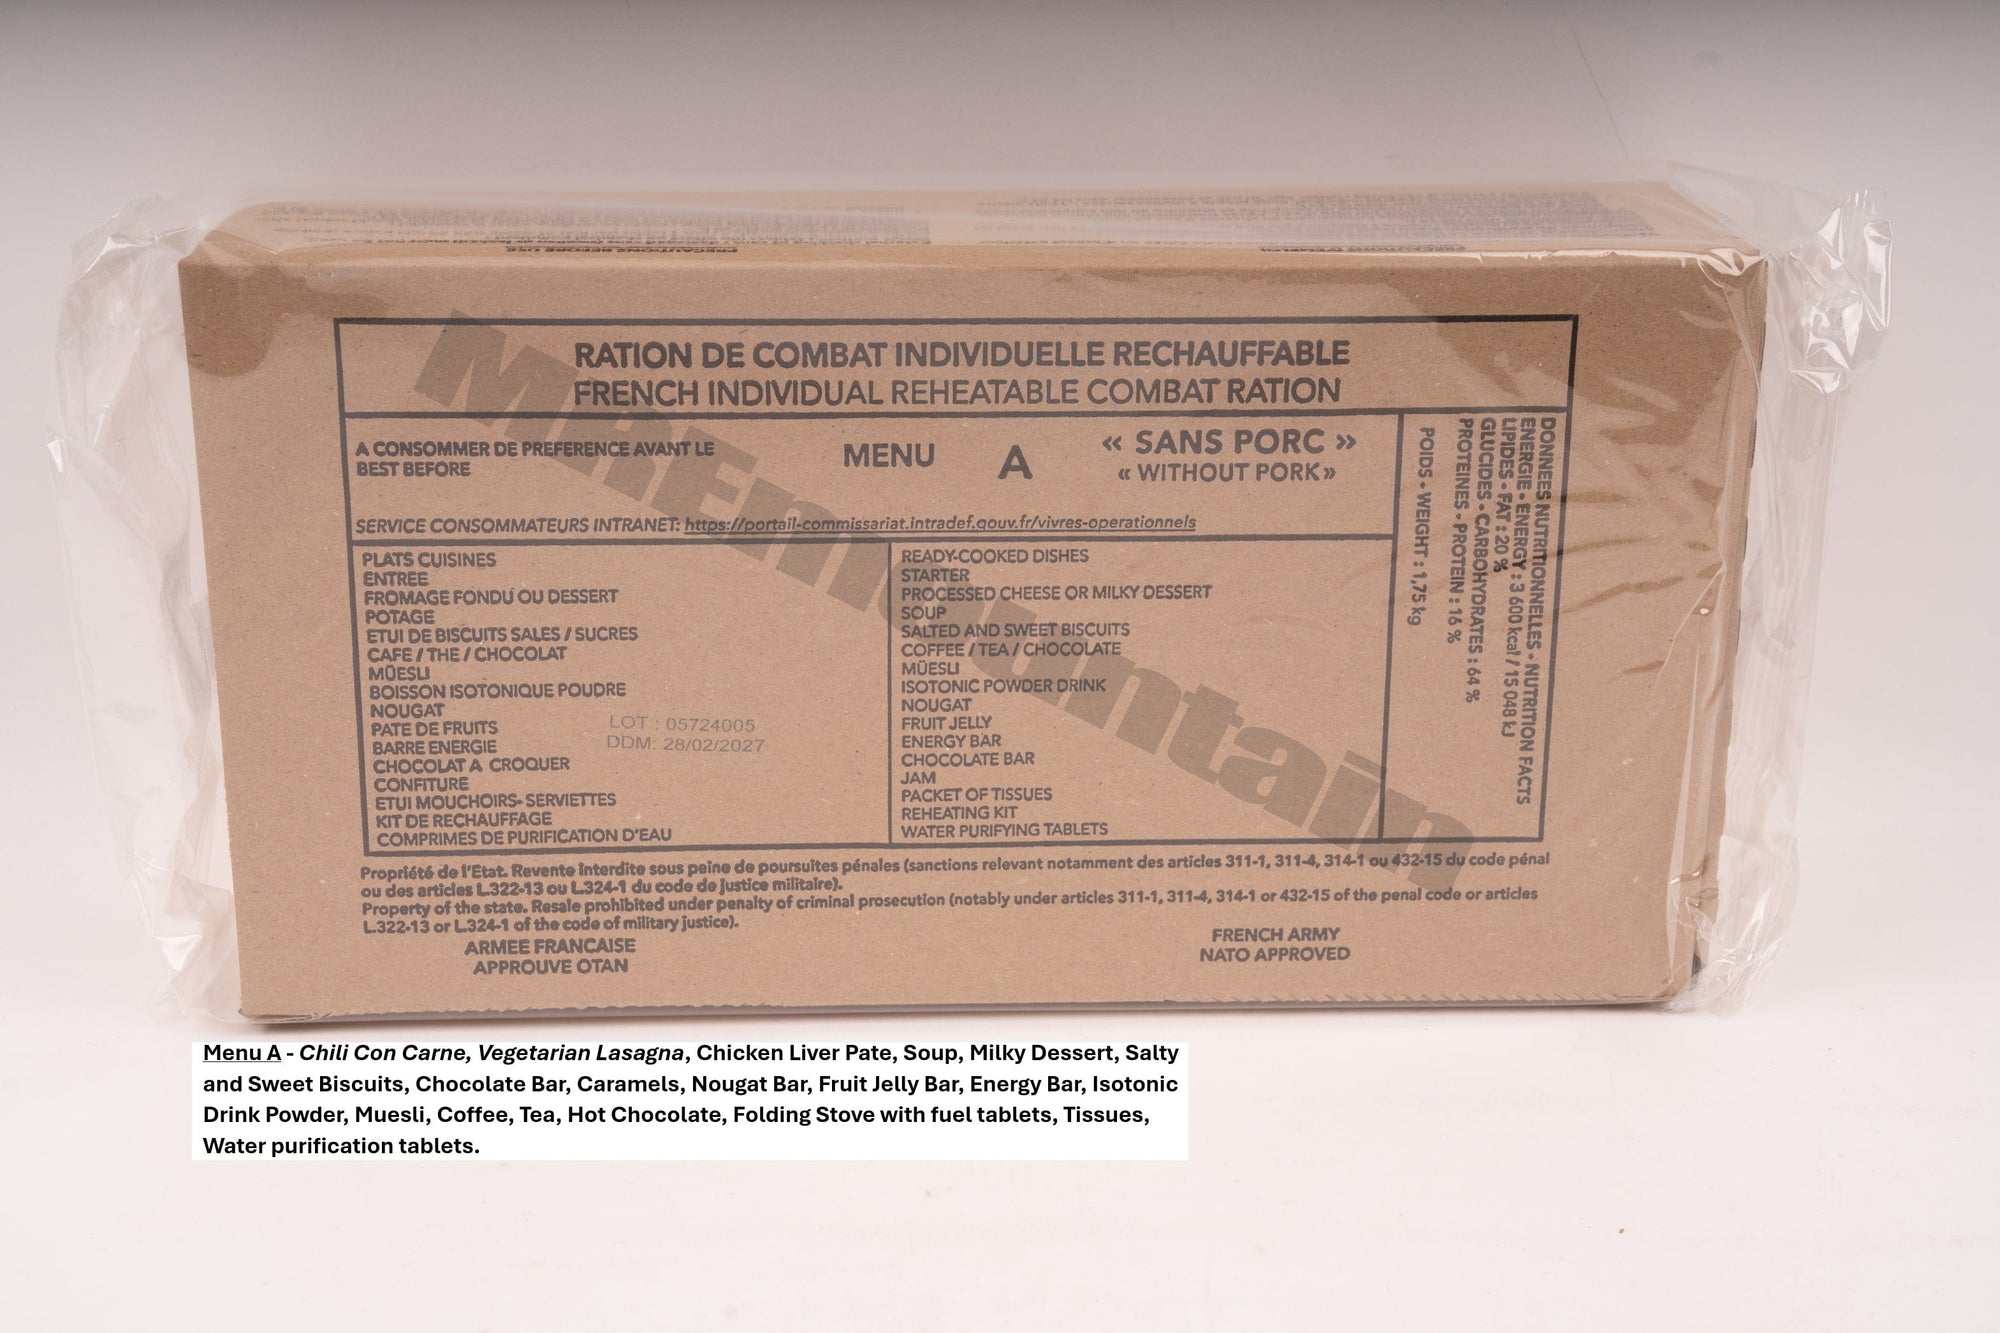 PRECAUTIONS BEFORE USE
PRECAUTIONS D'EMPLOI
RATION DE COMBAT INDIVIDUELLE RECHAUFFABLE
FRENCH INDIVIDUAL REHEATABLE COMBAT RATION
A CONSOMMER DE PREFERENCE AVANT LE
BEST BEFORE
MENU A
« SANS PORC »
« WITHOUT PORK»
SERVICE CONSOMMATEURS INTRANET: https://portail-commissariat.intradef.gouv.fr/vivres-operationnels
PLATS CUISINES
ENTREE
FROMAGE FONDU OU DESSERT
POTAGE
ETUI DE BISCUITS SALES / SUCRES
CAFE / THE / CHOCOLAT
MÜESLI
BOISSON ISOTONIQUE POUDRE
NOUGAT
PATE DE FRUITS
BARRE ENERGIE
CHOCOLAT A CROQUER
CONFITURE
ETUI MOUCHOIRS- SERVIETTES
KIT DE RECHAUFFAGE
COMPRIMES DE PURIFICATION D'EAU
LOT : 05724005
DDM: 28/02/2027
READY-COOKED DISHES
STARTER
PROCESSED CHEESE OR MILKY DESSERT
SOUP
SALTED AND SWEET BISCUITS
COFFEE / TEA / CHOCOLATE
MÜESLI
ISOTONIC POWDER DRINK
NOUGAT
FRUIT JELLY
ENERGY BAR
CHOCOLATE BAR
JAM
PACKET OF TISSUES
REHEATING KIT
WATER PURIFYING TABLETS
DONNEES NUTRITIONNELLES - NUTRITION FACTS
ENERGIE - ENERGY : 3 600 kcal / 15 048 kJ
LIPIDES - FAT : 20 %
GLUCIDES - CARBOHYDRATES : 64 %
PROTEINES - PROTEIN : 16 %
POIDS - WEIGHT : 1,75 kg
Propriété de l'Etat. Revente interdite sous peine de poursuites pénales (sanctions relevant notamment des articles 311-1, 311-4, 314-1 ou 432-15 du code pénal
ou des articles L.322-13 ou L.324-1 du code de justice militaire).
Property of the state. Resale prohibited under penalty of criminal prosecution (notably under articles 311-1, 311-4, 314-1 or 432-15 of the penal code or articles
L.322-13 or L.324-1 of the code of military justice).
ARMEE FRANCAISE
APPROUVE OTAN
FRENCH ARMY
NATO APPROVED
MREmountain
Menu A - Chili Con Carne, Vegetarian Lasagna, Chicken Liver Pate, Soup, Milky Dessert, Salty
and Sweet Biscuits, Chocolate Bar, Caramels, Nougat Bar, Fruit Jelly Bar, Energy Bar, Isotonic
Drink Powder, Muesli, Coffee, Tea, Hot Chocolate, Folding Stove with fuel tablets, Tissues,
Water purification tablets.